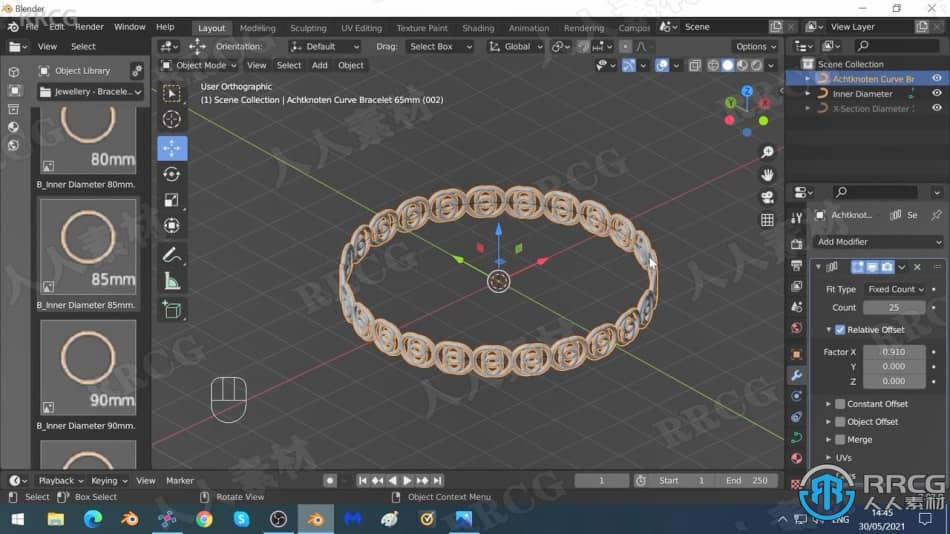 Blender
File Edit Render Window Help Layout Modeling Sculpting UV Editing Texture Paint Shading Animation Rendering Compos Scene View Layer
View Select Orientation: Default Drag: Select Box Global Options
Object Library Object Mode View Select Add Object
Scene Collection
Jewellery - Bracele...
User Orthographic
(1) Scene Collection | Achtknoten Curve Bracelet 65mm (002)
Achtknoten Curve Br
Inner Diameter
X-Section Diameter
80mm
B_Inner Diameter 80mm.
85mm
B_Inner Diameter 85mm.
90mm
B_Inner Diameter 90mm.
X
Y
Z
Achtknot... Se
Add Modifier
Fit Type Fixed Count
Count 25
Relative Offset
Factor X 0.910
Y 0.000
Z 0.000
Constant Offset
Object Offset
Merge
UVs
Playback Keying View Marker 1 Start 1 End 250
Select Box Select Rotate View Object Context Menu
ENG
14:45
30/05/2021
RRCG
人人素材
RRCG
人人素材